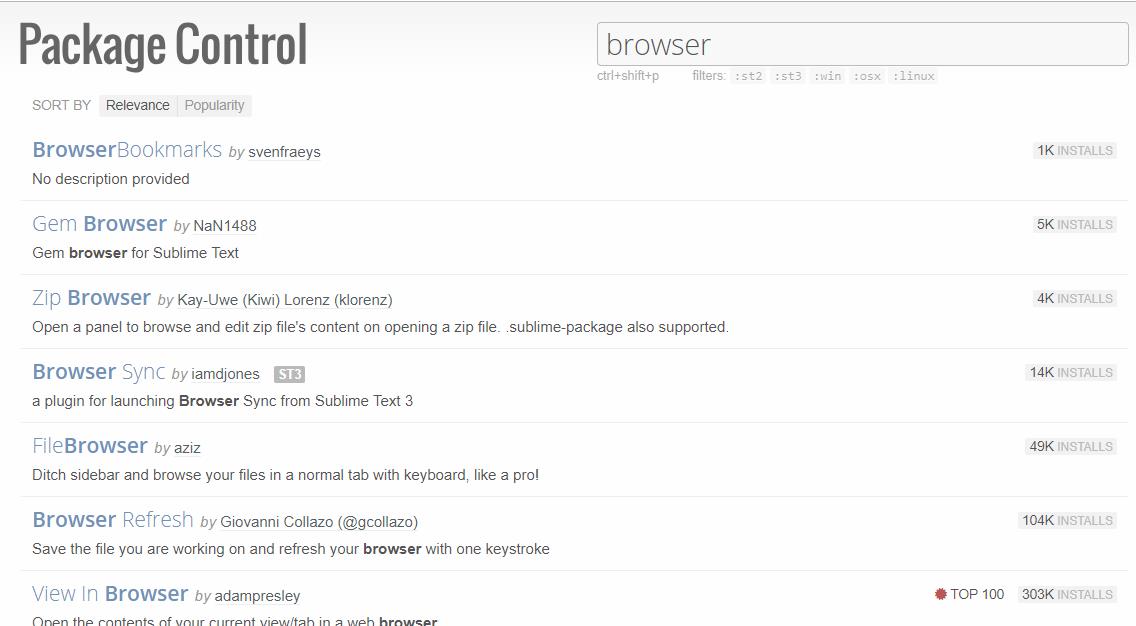 Package Control
browser
ctrl+shift+p filters: :st2 :st3 :win :osx :linux
SORT BY Relevance Popularity
BrowserBookmarks by svenfraeys 1K INSTALLS
No description provided
Gem Browser by NaN1488 5K INSTALLS
Gem browser for Sublime Text
Zip Browser by Kay-Uwe (Kiwi) Lorenz (klorenz) 4K INSTALLS
Open a panel to browse and edit zip file's content on opening a zip file. .sublime-package also supported.
Browser Sync by iamdjones ST3 14K INSTALLS
a plugin for launching Browser Sync from Sublime Text 3
FileBrowser by aziz 49K INSTALLS
Ditch sidebar and browse your files in a normal tab with keyboard, like a pro!
Browser Refresh by Giovanni Collazo (@gcollazo) 104K INSTALLS
Save the file you are working on and refresh your browser with one keystroke
View In Browser by adampresley TOP 100 303K INSTALLS
Open the contents of your current view/tab in a web browser